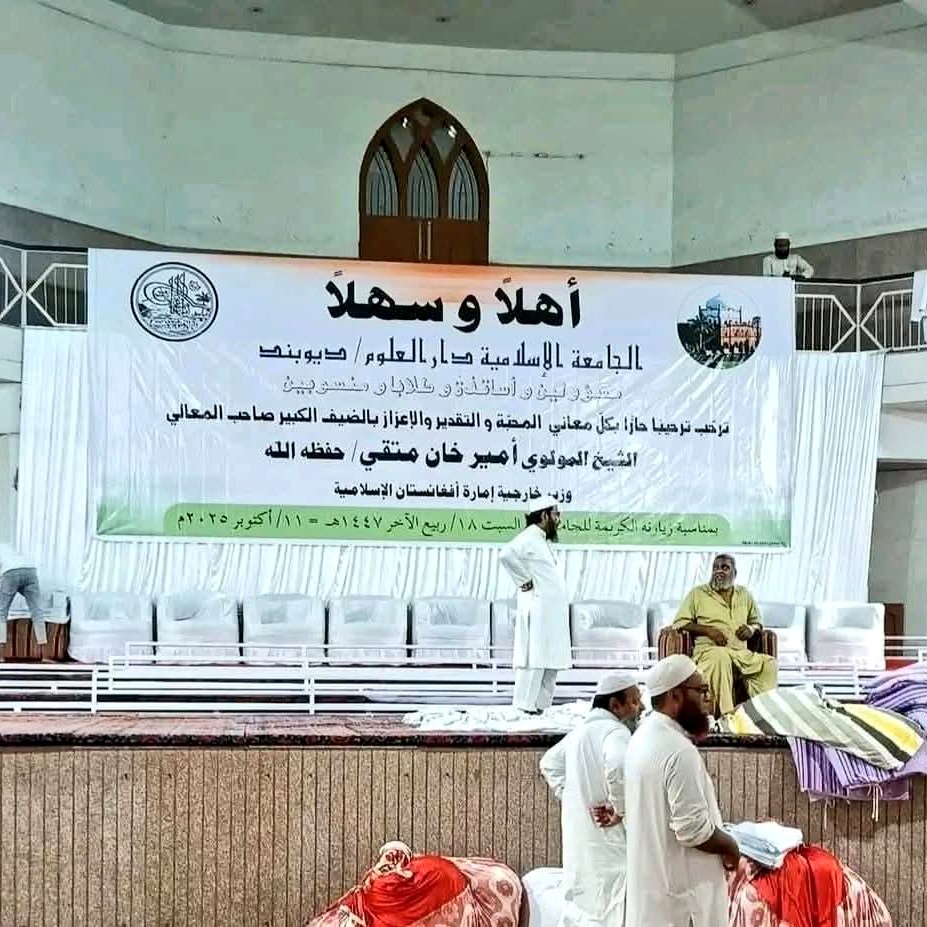 أهلاً و سهلاً
الجامعة الإسلامية دار العلوم/ ديوبند
مسؤولين و أساتذة و طلابا و منسوبين
ترحب ترحيبا حارًا بكلّ معاني المحبّة و التقدير والإعزاز بالضيف الكبير صاحب المعالي
الشيخ المولوي أمير خان متقي/ حفظه الله
وزير خارجية إمارة أفغانستان الإسلامية
بمناسبة زيارته الكريمة للجامعة السبت ١٨/ ربيع الآخر ١٤٤٧هـ = ١١/ أكتوبر ٢٠٢٥م